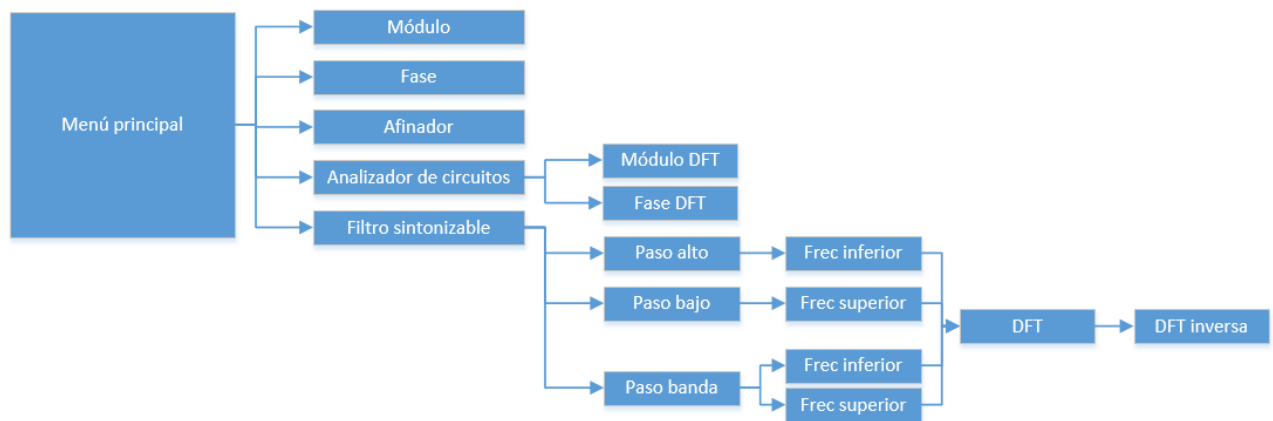 Menú principal
Módulo
Fase
Afinador
Analizador de circuitos
Filtro sintonizable
Módulo DFT
Fase DFT
Paso alto
Paso bajo
Paso banda
Frec inferior
Frec superior
Frec inferior
Frec superior
DFT
DFT inversa